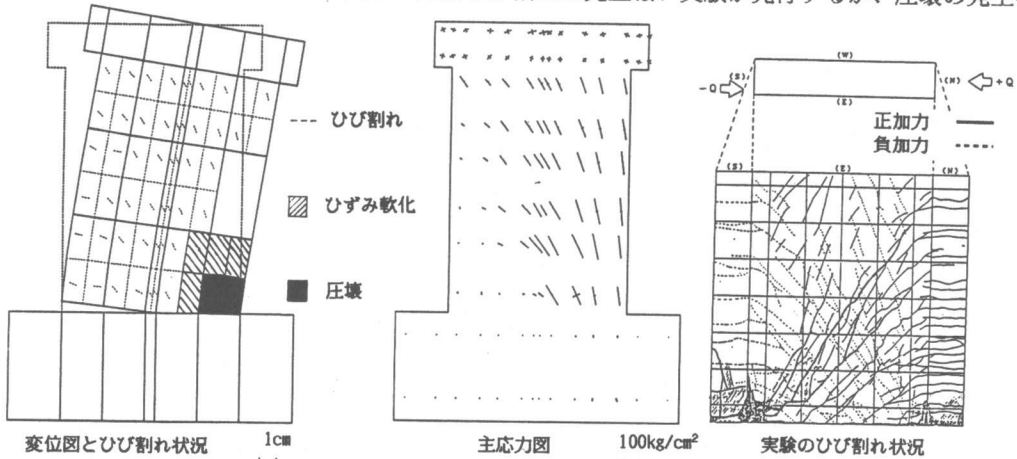 実験が先行するが、圧壊の発生
ひび割れ
ひずみ軟化
圧壊
変位図とひび割れ状況
1cm
主応力図
100kg/cm²
(W)
-Q
(S)
(N)
+Q
(E)
正加力
負加力
(S)
(E)
(N)
実験のひび割れ状況